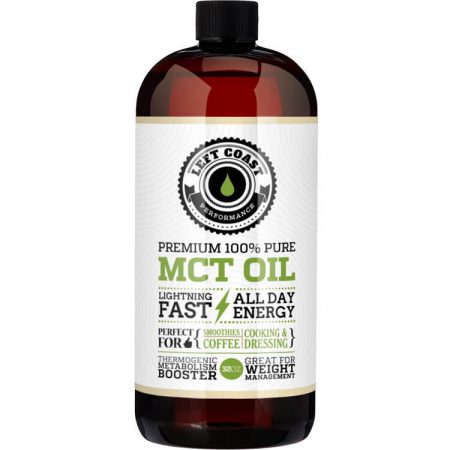 LEFT COAST
PERFORMANCE
PREMIUM 100% PURE
MCT OIL
LIGHTNING FAST
ALL DAY ENERGY
PERFECT FOR
SMOOTHIES COFFEE
COOKING & DRESSING
THERMOGENIC METABOLISM BOOSTER
32OZ
GREAT FOR WEIGHT MANAGEMENT